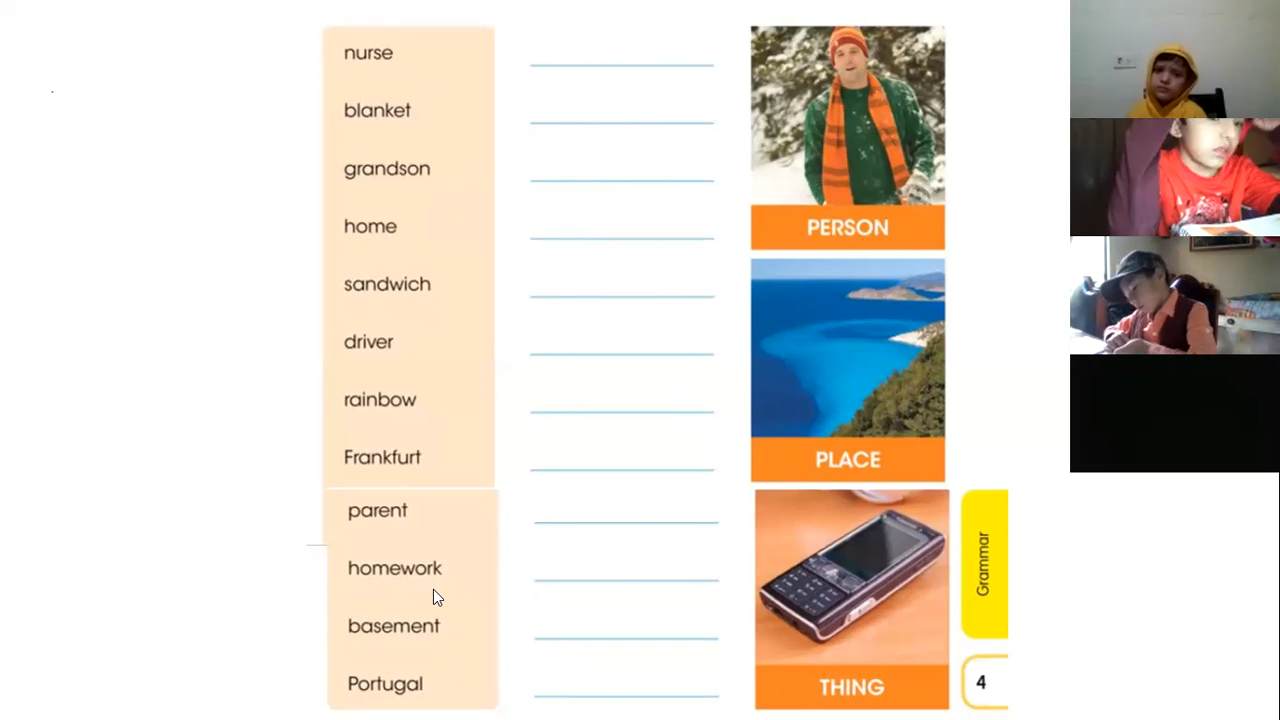 nurse
blanket
grandson
home
sandwich
driver
rainbow
Frankfurt
parent
homework
basement
Portugal
PERSON
PLACE
THING
Grammar
4